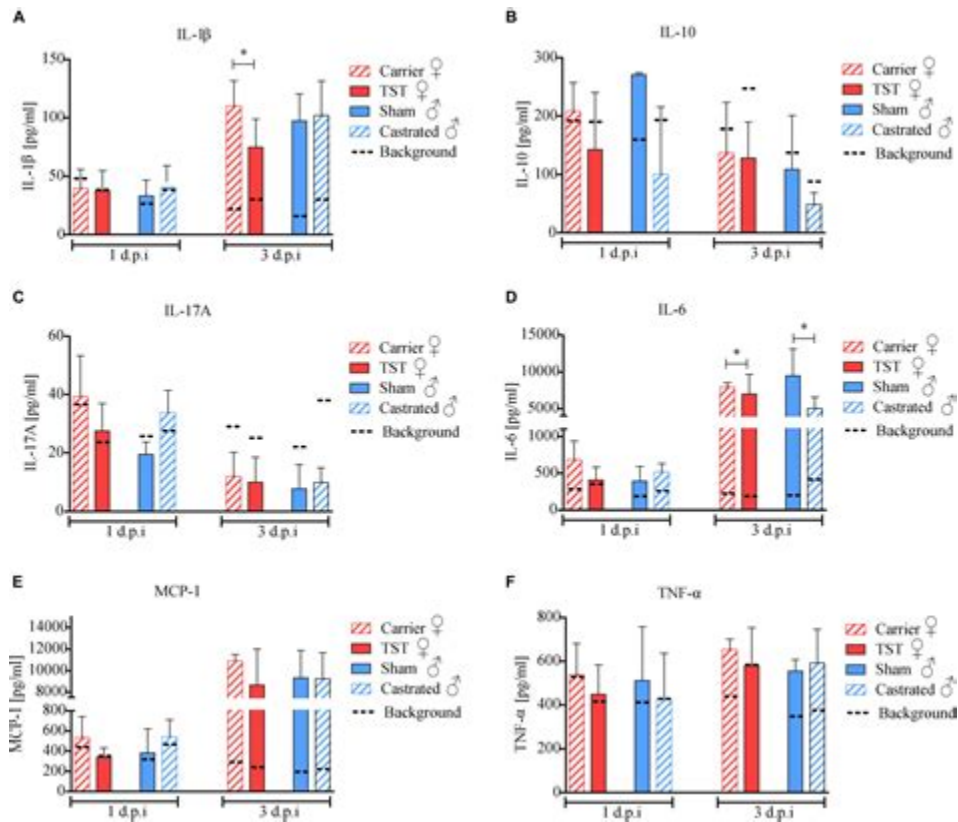 A
IL-1β
IL-1β [pg/ml]
150
100
50
0
1 d.p.i
3 d.p.i
*
Carrier ♀
TST ♀
Sham ♂
Castrated ♂
Background
B
IL-10
IL-10 [pg/ml]
300
200
100
0
1 d.p.i
3 d.p.i
Carrier ♀
TST ♀
Sham ♂
Castrated ♂
Background
C
IL-17A
IL-17A [pg/ml]
60
40
20
0
1 d.p.i
3 d.p.i
Carrier ♀
TST ♀
Sham ♂
Castrated ♂
Background
D
IL-6
IL-6 [pg/ml]
15000
10000
5000
1000
500
0
1 d.p.i
3 d.p.i
*
*
Carrier ♀
TST ♀
Sham ♂
Castrated ♂
Background
E
MCP-1
MCP-1 [pg/ml]
14000
12000
10000
8000
800
600
400
200
0
1 d.p.i
3 d.p.i
Carrier ♀
TST ♀
Sham ♂
Castrated ♂
Background
F
TNF-α
TNF-α [pg/ml]
800
600
400
200
0
1 d.p.i
3 d.p.i
Carrier ♀
TST ♀
Sham ♂
Castrated ♂
Background